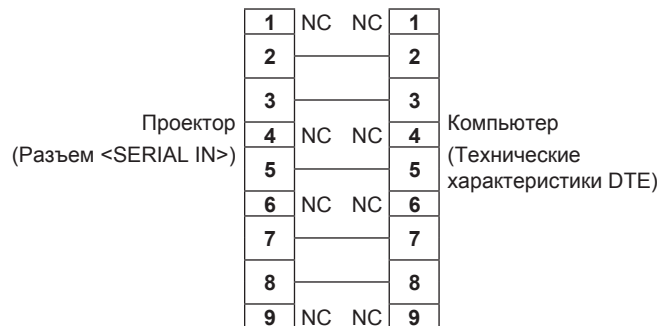 1 NC NC 1
2 2
3 3
Проектор
(Разъем <SERIAL IN>)
4 NC NC 4
5 5
Компьютер
(Технические
характеристики DTE)
6 NC NC 6
7 7
8 8
9 NC NC 9